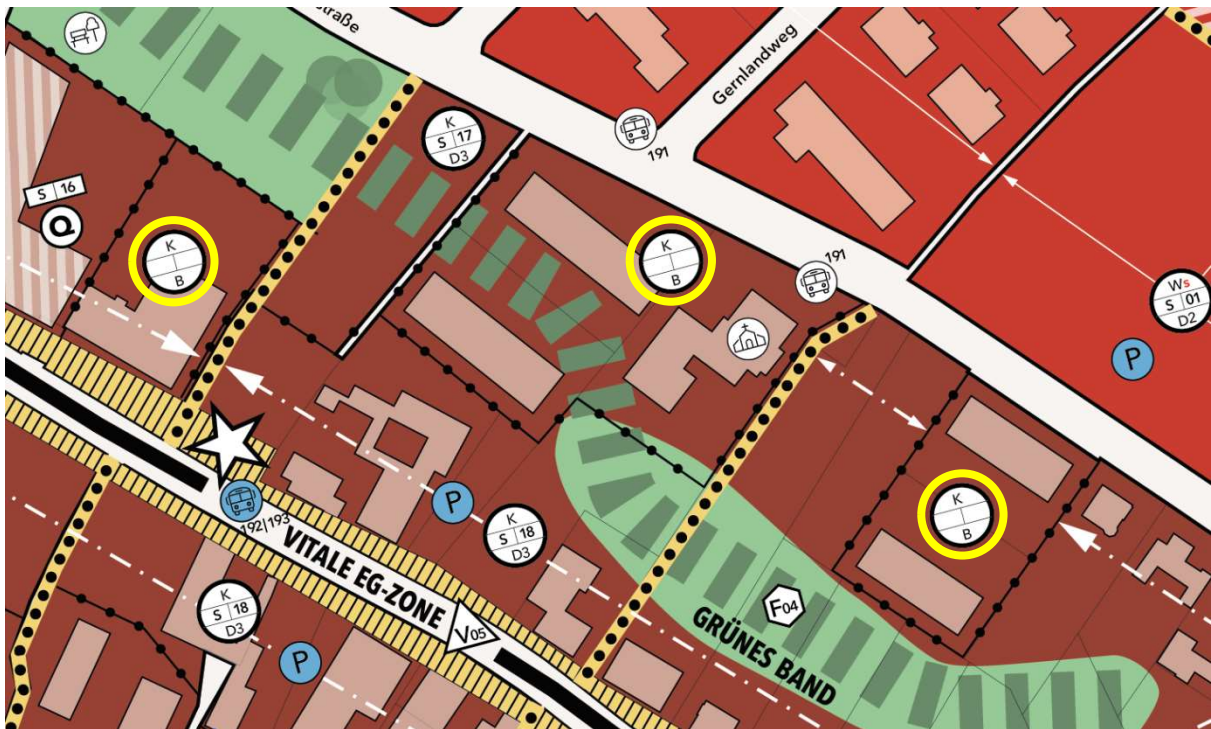 straße
Gernlandweg
K
S | 17
D3
191
S | 16
Q
K
B
K
B
191
Ws
S | 01
D2
P
P
K
B
192|193
K
S | 18
D3
VITALE EG-ZONE
F04
K
S | 18
D3
V05
GRÜNES BAND
P